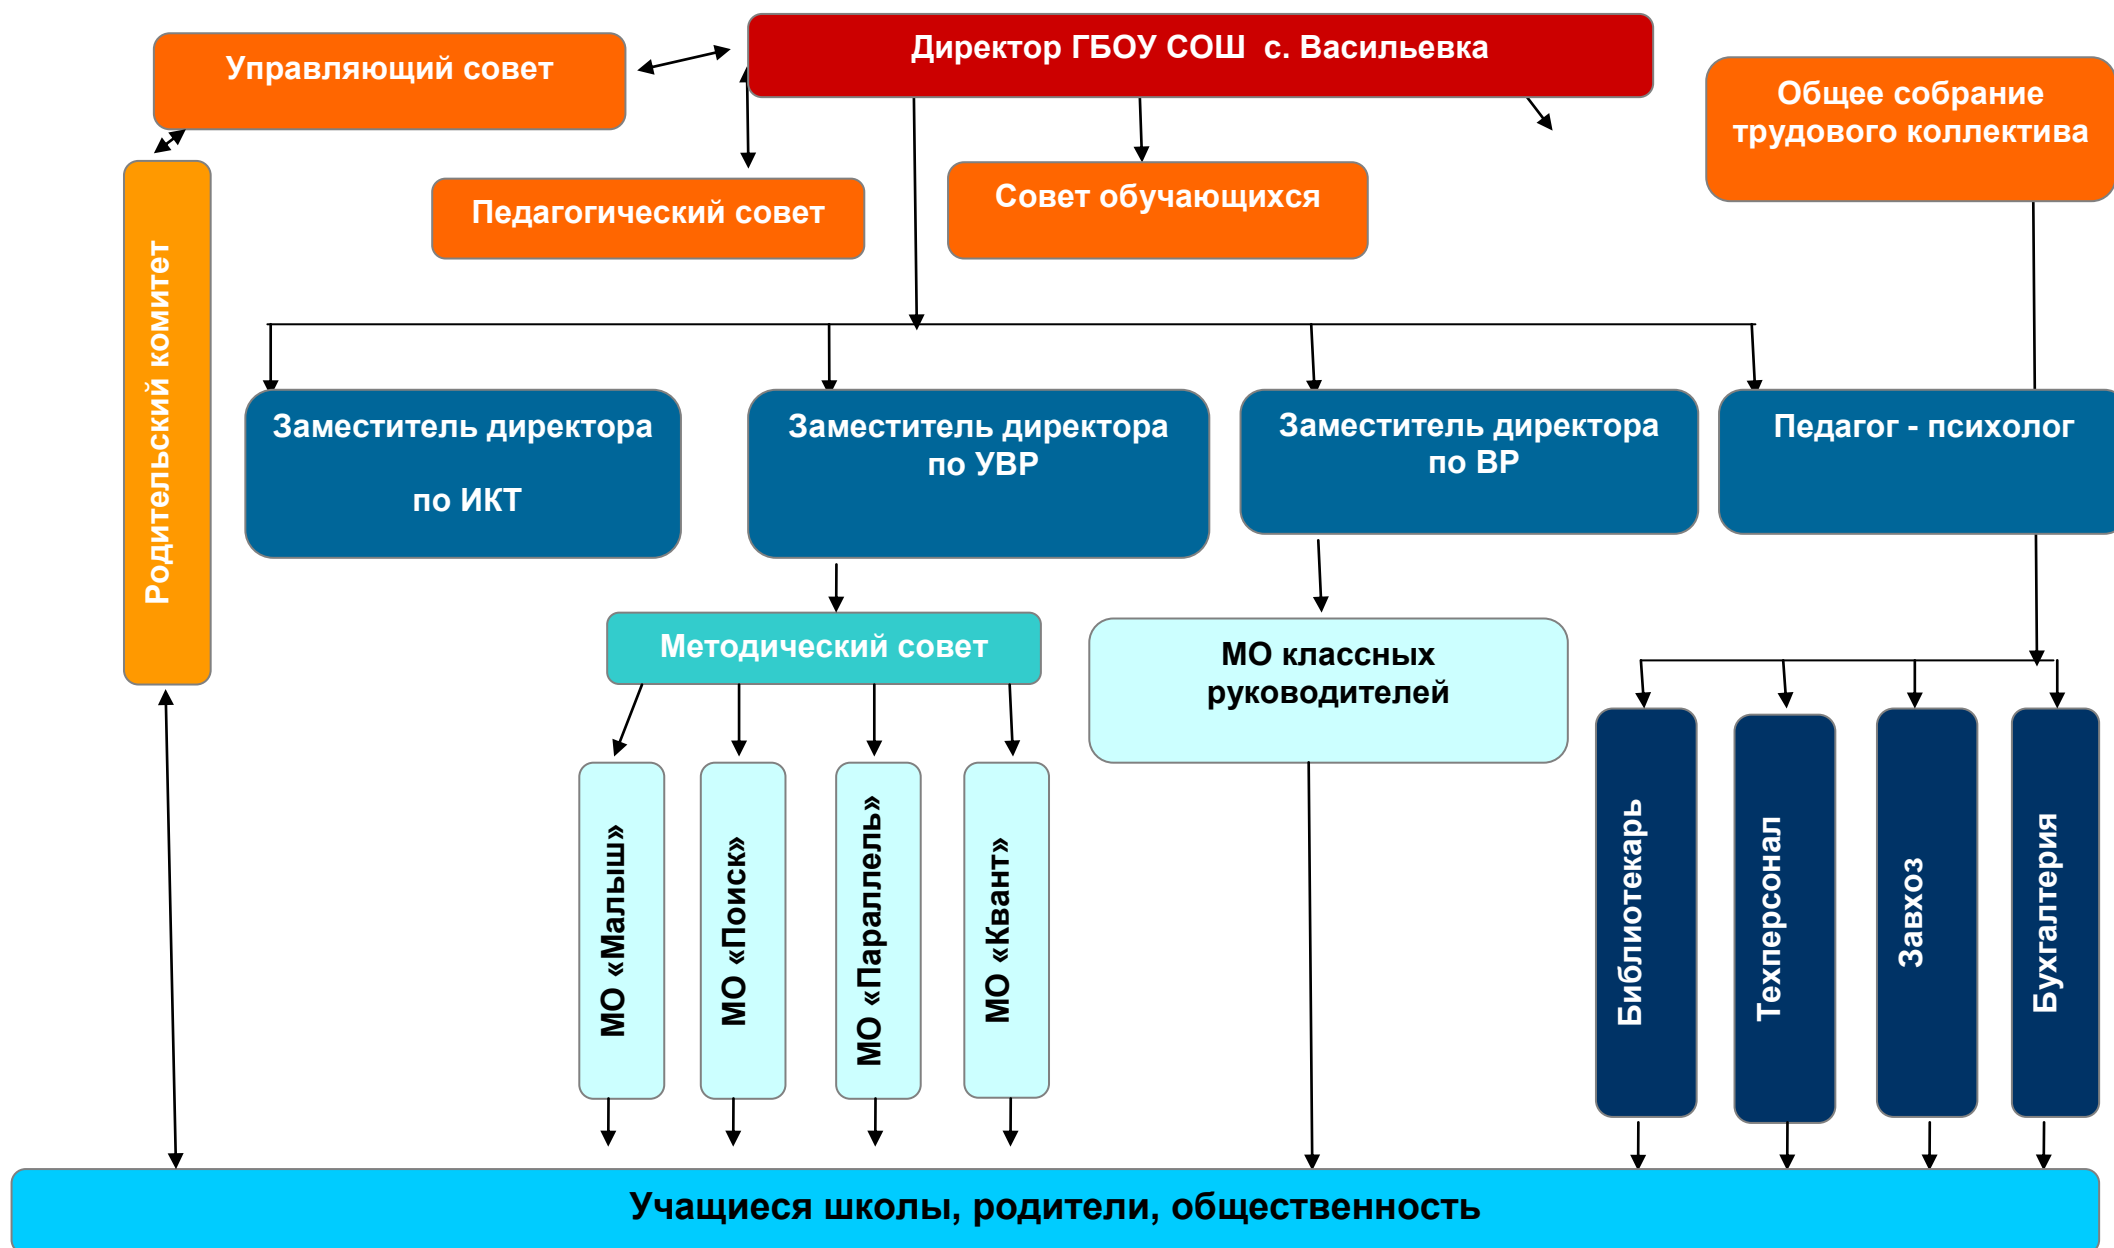 Директор ГБОУ СОШ с. Васильевка
Управляющий совет
Общее собрание
трудового коллектива
Педагогический совет
Совет обучающихся
Родительский комитет
Заместитель директора
по ИКТ
Заместитель директора
по УВР
Заместитель директора
по ВР
Педагог - психолог
Методический совет
МО классных
руководителей
МО «Малыш»
МО «Поиск»
МО «Параллель»
МО «Квант»
Библиотекарь
Техперсонал
Завхоз
Бухгалтерия
Учащиеся школы, родители, общественность